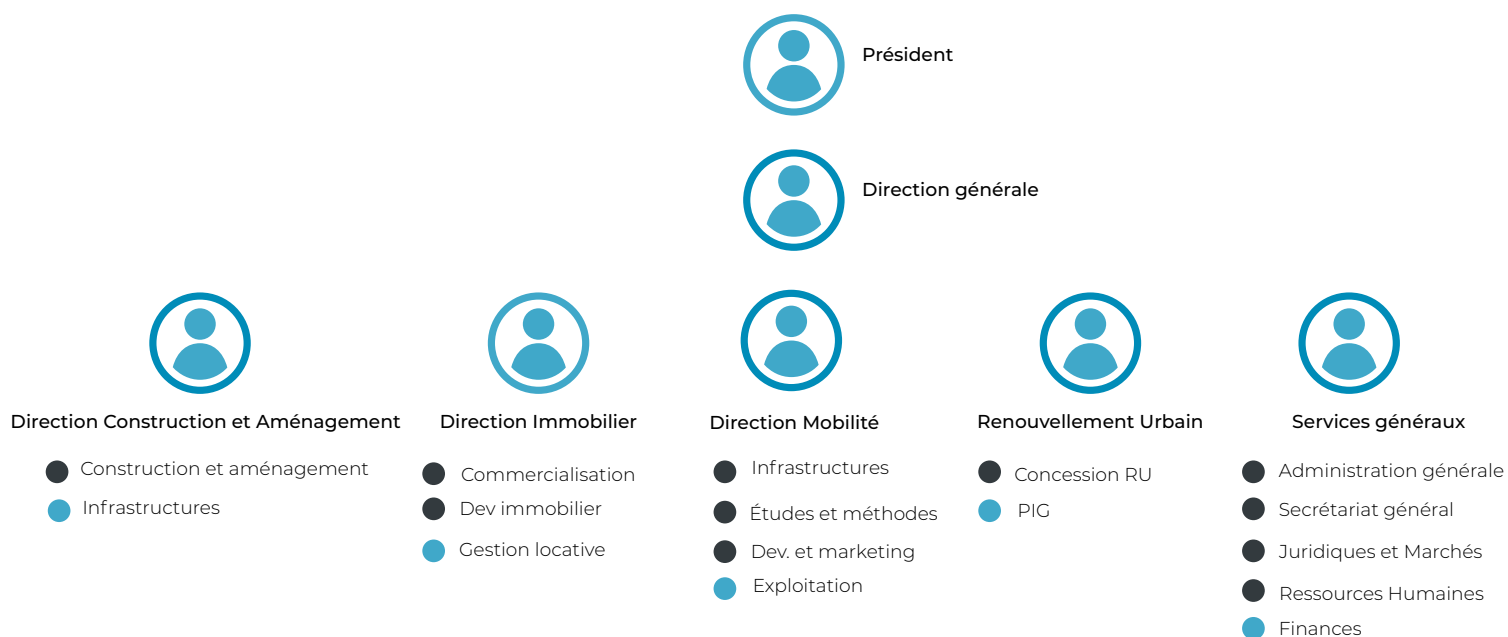 Président
Direction générale
Direction Construction et Aménagement
Construction et aménagement
Infrastructures
Direction Immobilier
Commercialisation
Dev immobilier
Gestion locative
Direction Mobilité
Infrastructures
Études et méthodes
Dev. et marketing
Exploitation
Renouvellement Urbain
Concession RU
PIG
Services généraux
Administration générale
Secrétariat général
Juridiques et Marchés
Ressources Humaines
Finances